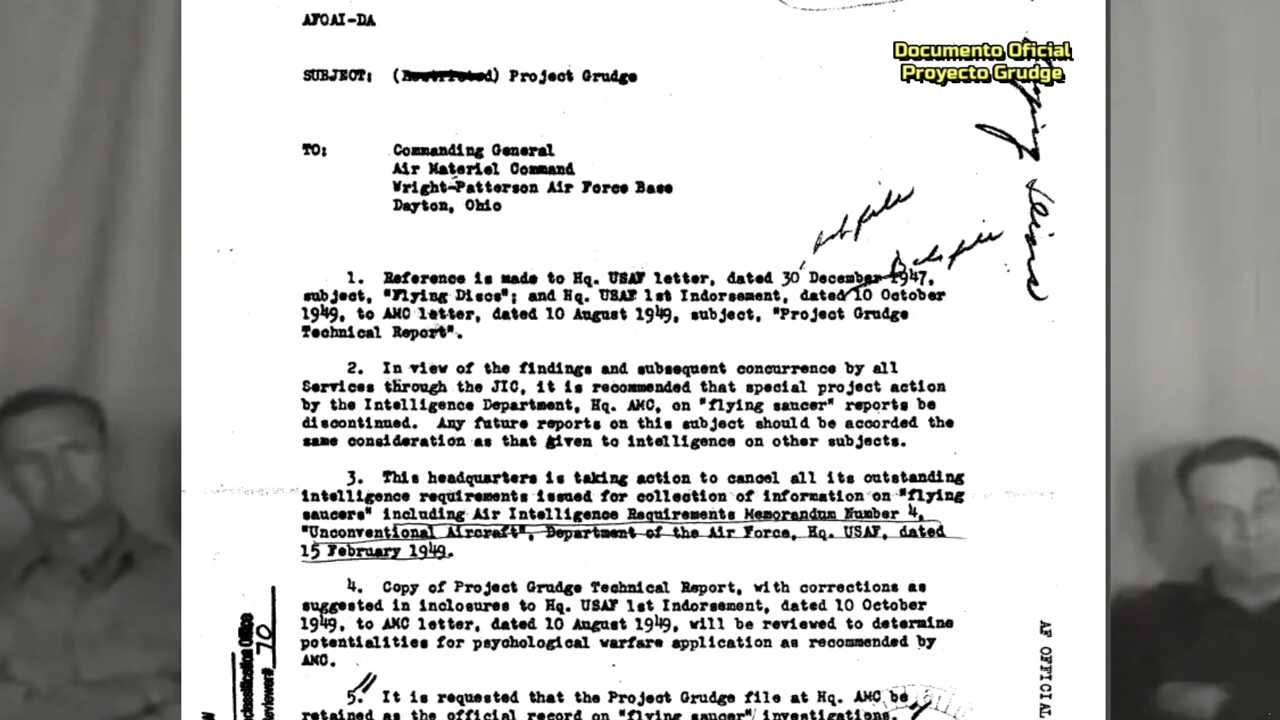 AFOAI-DA
Documento Oficial
Proyecto Grudge
SUBJECT: (Restricted) Project Grudge
TO: Commanding General
Air Materiel Command
Wright-Patterson Air Force Base
Dayton, Ohio
1. Reference is made to Hq. USAF letter, dated 30 December 1947,
subject, "Flying Discs"; and Hq. USAF 1st Indorsement, dated 10 October
1949, to AMC letter, dated 10 August 1949, subject, "Project Grudge
Technical Report".
2. In view of the findings and subsequent concurrence by all
Services through the JIC, it is recommended that special project action
by the Intelligence Department, Hq. AMC, on "flying saucer" reports be
discontinued. Any future reports on this subject should be accorded the
same consideration as that given to intelligence on other subjects.
3. This headquarters is taking action to cancel all its outstanding
intelligence requirements issued for collection of information on "flying
saucers" including Air Intelligence Requirements Memorandum Number 4,
"Unconventional Aircraft", Department of the Air Force, Hq. USAF, dated
15 February 1949.
4. Copy of Project Grudge Technical Report, with corrections as
suggested in inclosures to Hq. USAF 1st Indorsement, dated 10 October
1949, to AMC letter, dated 10 August 1949, will be reviewed to determine
potentialities for psychological warfare application as recommended by
AMC.
5. It is requested that the Project Grudge file at Hq. AMC be
retained as the official record on "flying saucer" investigations.
70
AF OFFICIAL